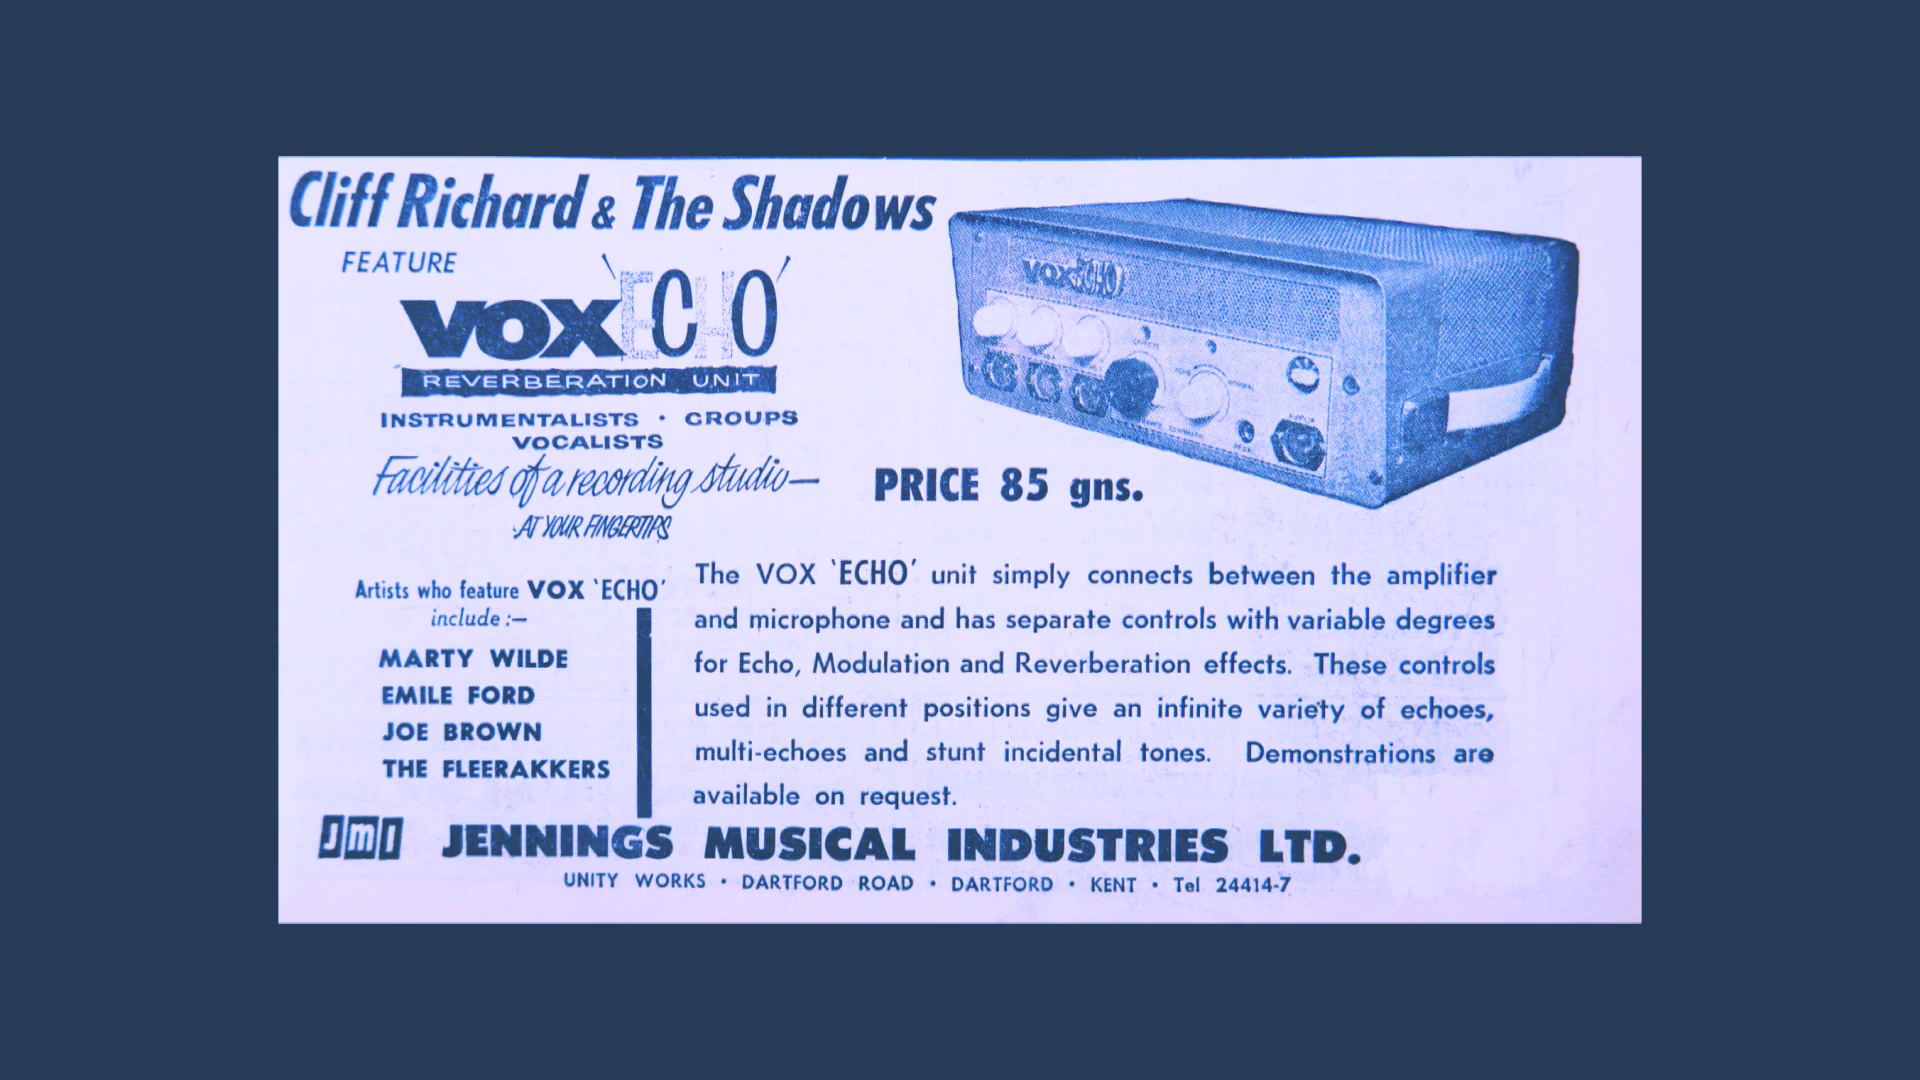 Cliff Richard & The Shadows
FEATURE
VOX 'ECHO'
REVERBERATION UNIT
INSTRUMENTALISTS · GROUPS
VOCALISTS
Facilities of a recording studio—
AT YOUR FINGERTIPS
VOX ECHO
PRICE 85 gns.
Artists who feature VOX 'ECHO'
include :—
MARTY WILDE
EMILE FORD
JOE BROWN
THE FLEERAKKERS
The VOX 'ECHO' unit simply connects between the amplifier
and microphone and has separate controls with variable degrees
for Echo, Modulation and Reverberation effects. These controls
used in different positions give an infinite variety of echoes,
multi-echoes and stunt incidental tones. Demonstrations are
available on request.
JMI JENNINGS MUSICAL INDUSTRIES LTD.
UNITY WORKS · DARTFORD ROAD · DARTFORD · KENT · Tel 24414-7